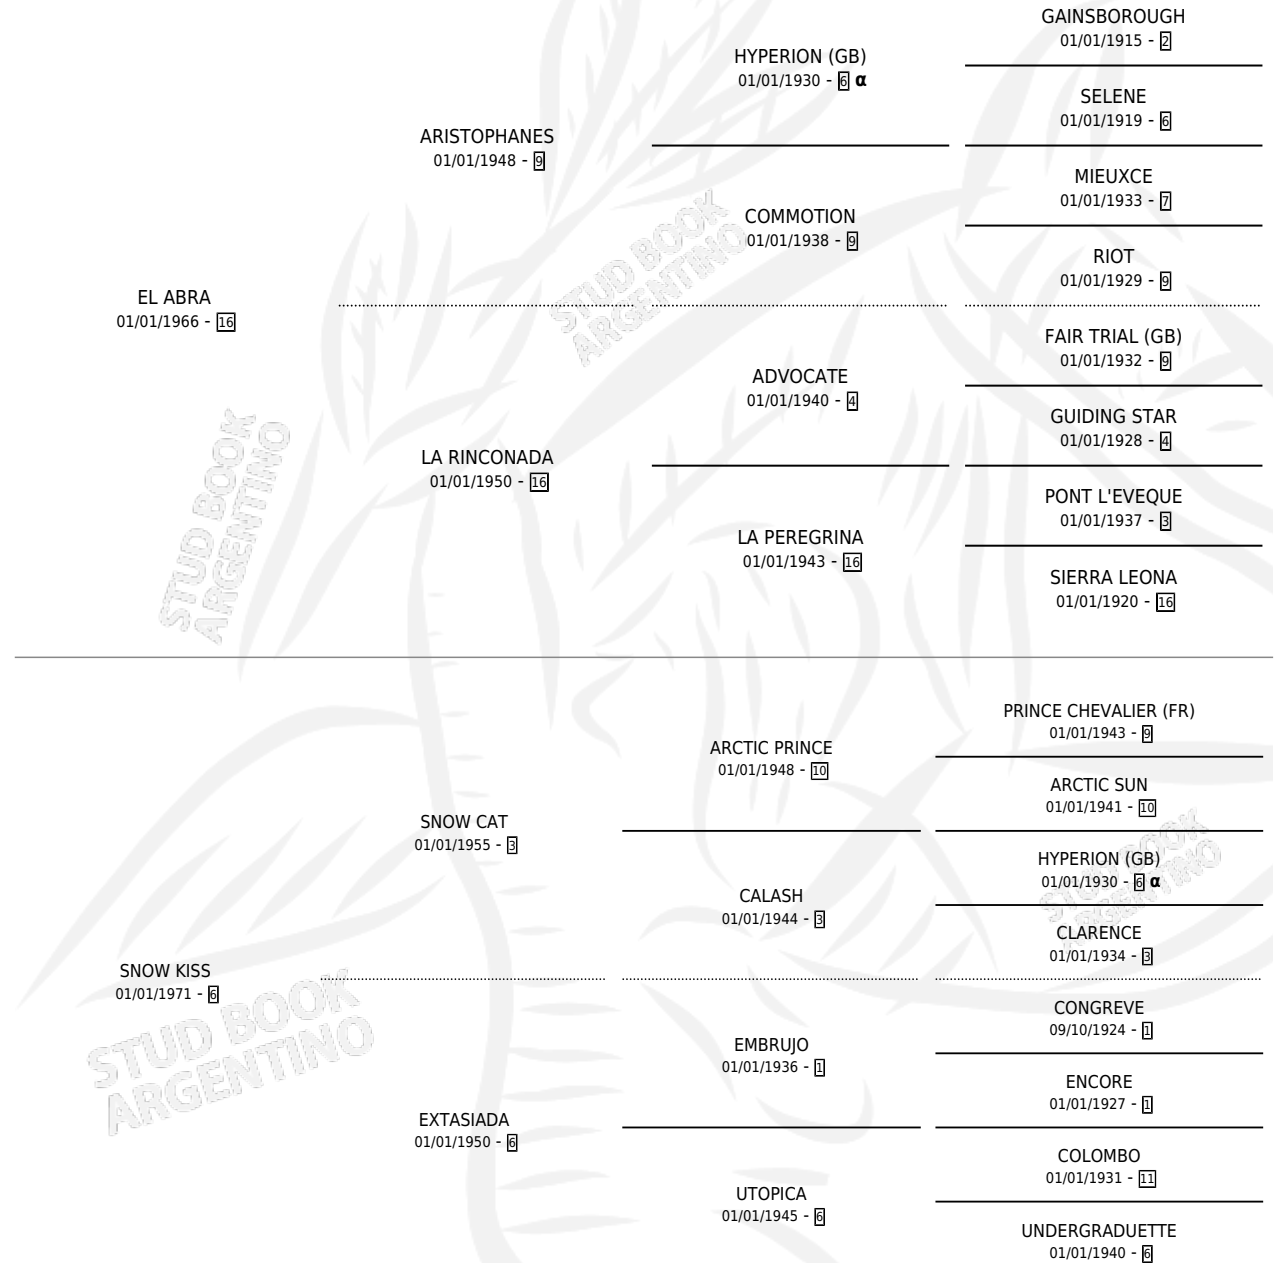 GAINSBOROUGH
01/01/1915 - 2
HYPERION (GB)
01/01/1930 - 6 α
SELENE
01/01/1919 - 6
ARISTOPHANES
01/01/1948 - 9
MIEUXCE
01/01/1933 - 7
COMMOTION
01/01/1938 - 9
RIOT
01/01/1929 - 9
EL ABRA
01/01/1966 - 16
FAIR TRIAL (GB)
01/01/1932 - 9
ADVOCATE
01/01/1940 - 4
GUIDING STAR
01/01/1928 - 4
LA RINCONADA
01/01/1950 - 16
PONT L'EVEQUE
01/01/1937 - 3
LA PEREGRINA
01/01/1943 - 16
SIERRA LEONA
01/01/1920 - 16
STUD BOOK
ARGENTINO
STUD BOOK
ARGENTINO
PRINCE CHEVALIER (FR)
01/01/1943 - 9
ARCTIC PRINCE
01/01/1948 - 10
ARCTIC SUN
01/01/1941 - 10
SNOW CAT
01/01/1955 - 3
HYPERION (GB)
01/01/1930 - 6 α
CALASH
01/01/1944 - 3
CLARENCE
01/01/1934 - 3
SNOW KISS
01/01/1971 - 6
CONGREVE
09/10/1924 - 1
EMBRUJO
01/01/1936 - 1
ENCORE
01/01/1927 - 1
EXTASIADA
01/01/1950 - 6
COLOMBO
01/01/1931 - 11
UTOPICA
01/01/1945 - 6
UNDERGRADUETTE
01/01/1940 - 6
STUD BOOK
ARGENTINO
STUD BOOK
ARGENTINO